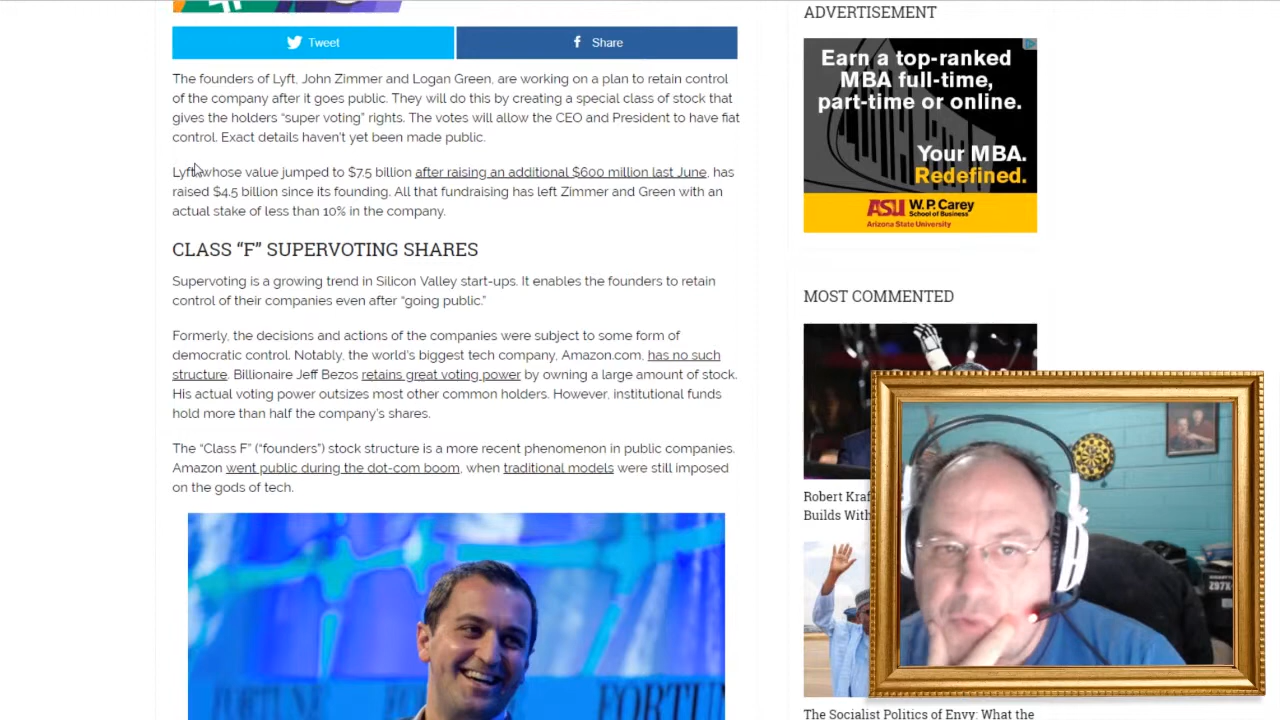 Tweet
Share
The founders of Lyft, John Zimmer and Logan Green, are working on a plan to retain control
of the company after it goes public. They will do this by creating a special class of stock that
gives the holders “super voting” rights. The votes will allow the CEO and President to have fiat
control. Exact details haven’t yet been made public.
Lyft, whose value jumped to $7.5 billion after raising an additional $600 million last June, has
raised $4.5 billion since its founding. All that fundraising has left Zimmer and Green with an
actual stake of less than 10% in the company.
CLASS “F” SUPERVOTING SHARES
Supervoting is a growing trend in Silicon Valley start-ups. It enables the founders to retain
control of their companies even after “going public.”
Formerly, the decisions and actions of the companies were subject to some form of
democratic control. Notably, the world’s biggest tech company, Amazon.com, has no such
structure. Billionaire Jeff Bezos retains great voting power by owning a large amount of stock.
His actual voting power outsizes most other common holders. However, institutional funds
hold more than half the company’s shares.
The “Class F” (“founders”) stock structure is a more recent phenomenon in public companies.
Amazon went public during the dot-com boom, when traditional models were still imposed
on the gods of tech.
FORTUNE
ADVERTISEMENT
Earn a top-ranked
MBA full-time,
part-time or online.
Your MBA.
Redefined.
ASU W. P. Carey
School of Business
Arizona State University
MOST COMMENTED
Robert Kraf
Builds With
The Socialist Politics of Envy: What the
297X